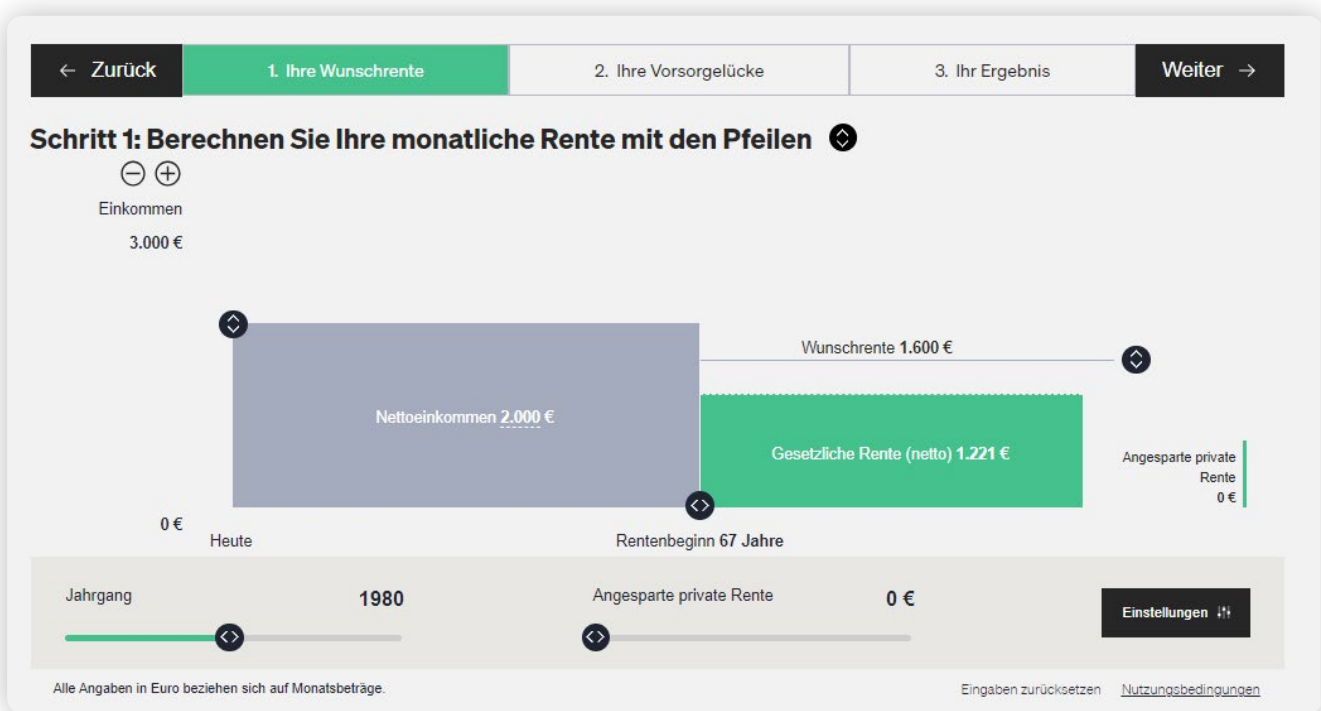 ← Zurück
1. Ihre Wunschrente
2. Ihre Vorsorgelücke
3. Ihr Ergebnis
Weiter →
Schritt 1: Berechnen Sie Ihre monatliche Rente mit den Pfeilen
Einkommen
3.000 €
Wunschrente 1.600 €
Nettoeinkommen 2.000 €
Gesetzliche Rente (netto) 1.221 €
Angesparte private
Rente
0 €
0 €
Heute
Rentenbeginn 67 Jahre
Jahrgang
1980
Angesparte private Rente
0 €
Einstellungen
Alle Angaben in Euro beziehen sich auf Monatsbeträge.
Eingaben zurücksetzen
Nutzungsbedingungen